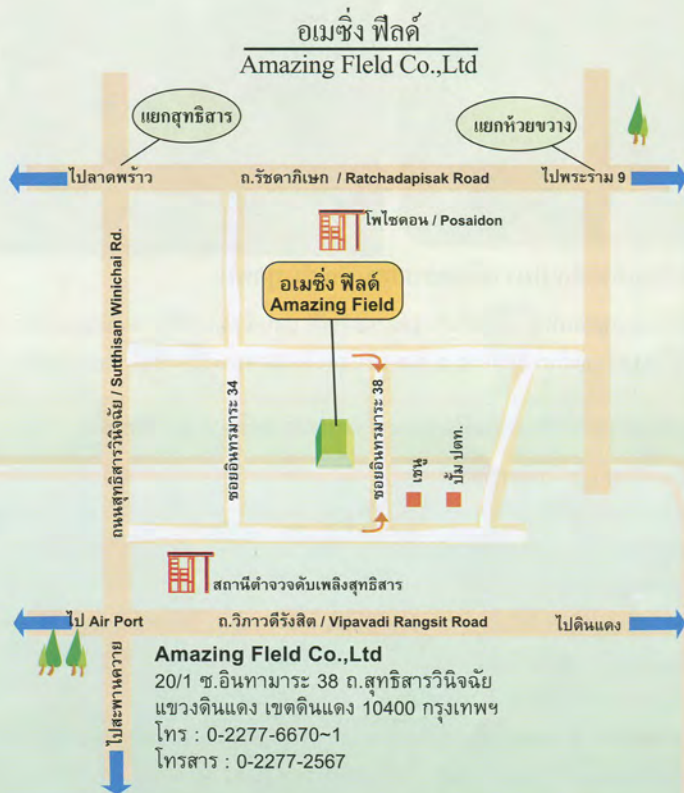 อเมซิ่ง ฟิลด์
Amazing Fleld Co.,Ltd
แยกสุทธิสาร
แยกห้วยขวาง
ไปลาดพร้าว
ถ.รัชดาภิเษก / Ratchadapisak Road
ไปพระราม 9
โพไซดอน / Posaidon
อเมซิ่ง ฟิลด์
Amazing Field
ถนนสุทธิสารวินิจฉัย / Sutthisan Winichai Rd.
ซอยอินทรมาระ 34
ซอยอินทรมาระ 38
เชนู
ปั้ม ปตท.
สถานีตำจวจดับเพลิงสุทธิสาร
ไป Air Port
ถ.วิภาวดีรังสิต / Vipavadi Rangsit Road
ไปดินแดง
ไปสะพานควาย
Amazing Fleld Co.,Ltd
20/1 ซ.อินทามาระ 38 ถ.สุทธิสารวินิจฉัย
แขวงดินแดง เขตดินแดง 10400 กรุงเทพฯ
โทร : 0-2277-6670~1
โทรสาร : 0-2277-2567